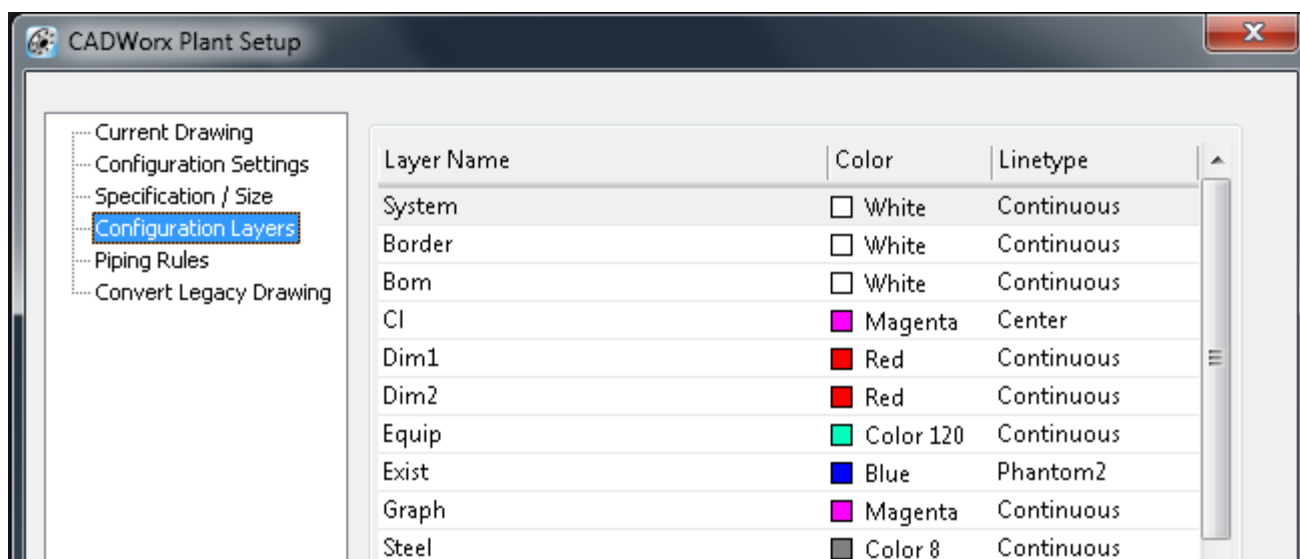 CADWorx Plant Setup
Current Drawing
Configuration Settings
Specification / Size
Configuration Layers
Piping Rules
Convert Legacy Drawing
Layer Name Color Linetype
System White Continuous
Border White Continuous
Bom White Continuous
Cl Magenta Center
Dim1 Red Continuous
Dim2 Red Continuous
Equip Color 120 Continuous
Exist Blue Phantom2
Graph Magenta Continuous
Steel Color 8 Continuous